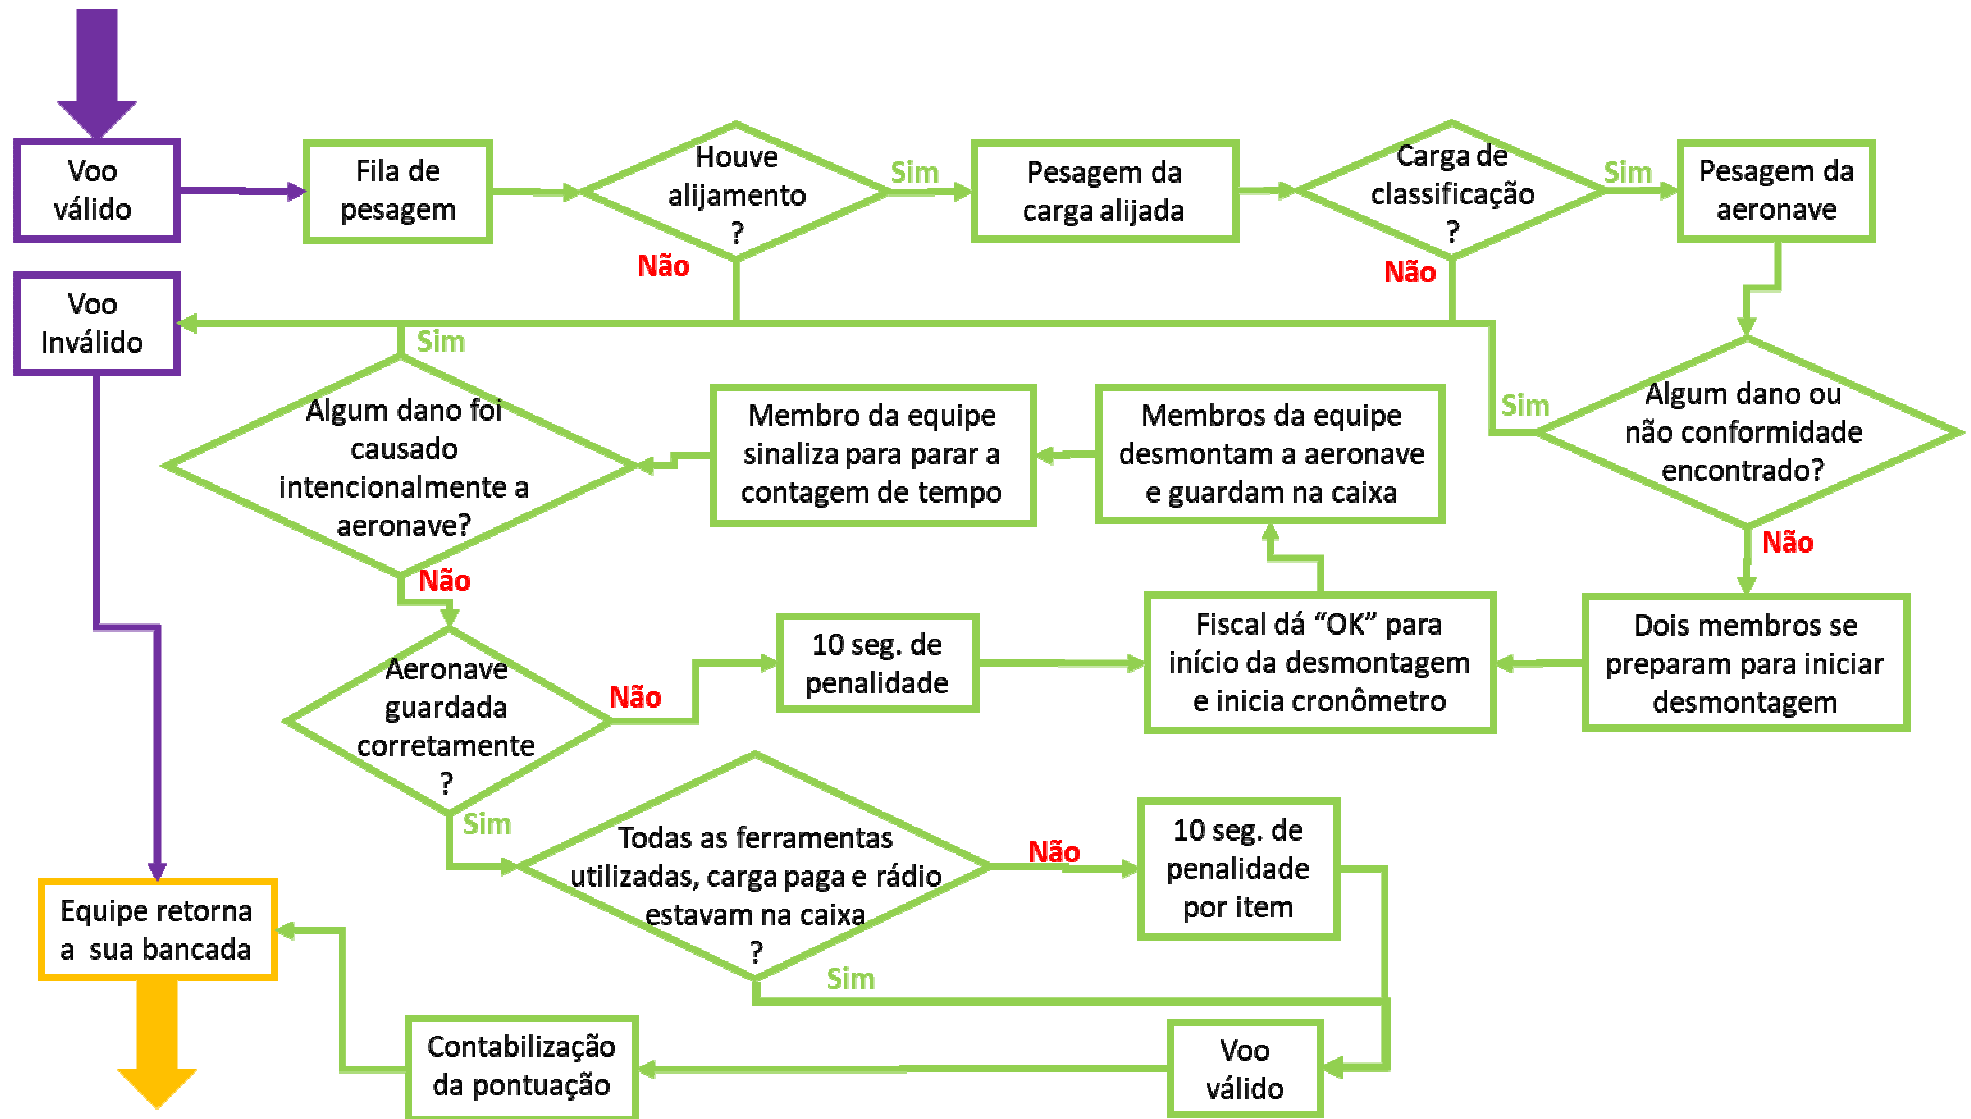 Voo
válido
Fila de
pesagem
Houve
alijamento
?
Sim
Não
Pesagem da
carga alijada
Carga de
classificação
?
Sim
Não
Pesagem da
aeronave
Voo
Inválido
Sim
Algum dano foi
causado
intencionalmente a
aeronave?
Não
Membro da equipe
sinaliza para parar a
contagem de tempo
Membros da equipe
desmontam a aeronave
e guardam na caixa
Sim
Algum dano ou
não conformidade
encontrado?
Não
Aeronave
guardada
corretamente
?
Não
Sim
10 seg. de
penalidade
Fiscal dá “OK” para
início da desmontagem
e inicia cronômetro
Dois membros se
preparam para iniciar
desmontagem
Todas as ferramentas
utilizadas, carga paga e rádio
estavam na caixa
?
Não
Sim
10 seg. de
penalidade
por item
Equipe retorna
a sua bancada
Contabilização
da pontuação
Voo
válido